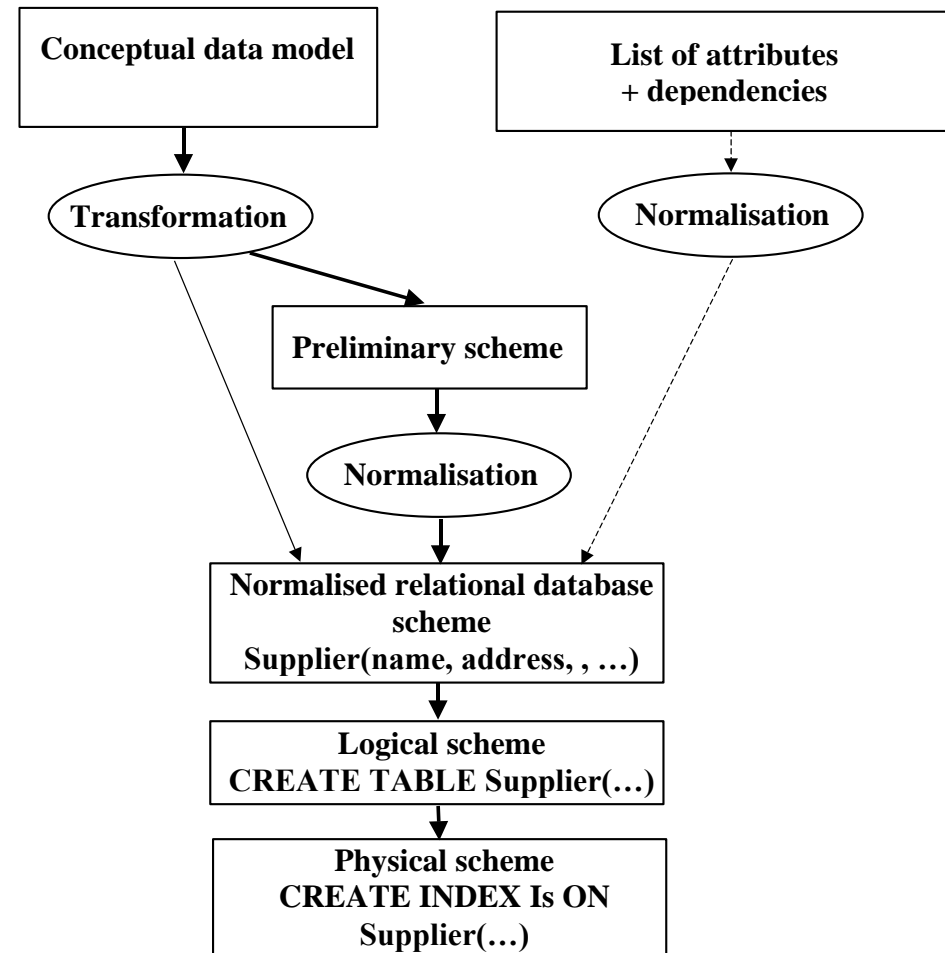 Conceptual data model
List of attributes
+ dependencies
Transformation
Normalisation
Preliminary scheme
Normalisation
Normalised relational database
scheme
Supplier(name, address, , …)
Logical scheme
CREATE TABLE Supplier(…)
Physical scheme
CREATE INDEX Is ON
Supplier(…)